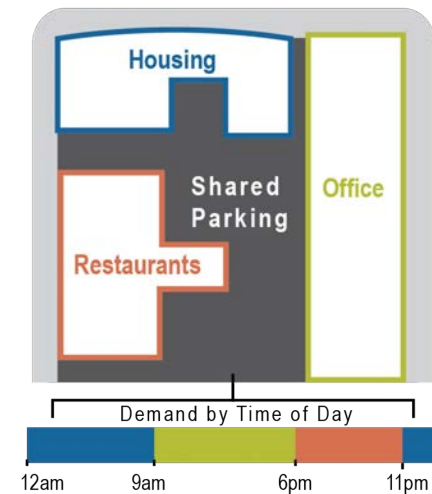 Housing
Shared
Parking
Office
Restaurants
Demand by Time of Day
12am 9am 6pm 11pm